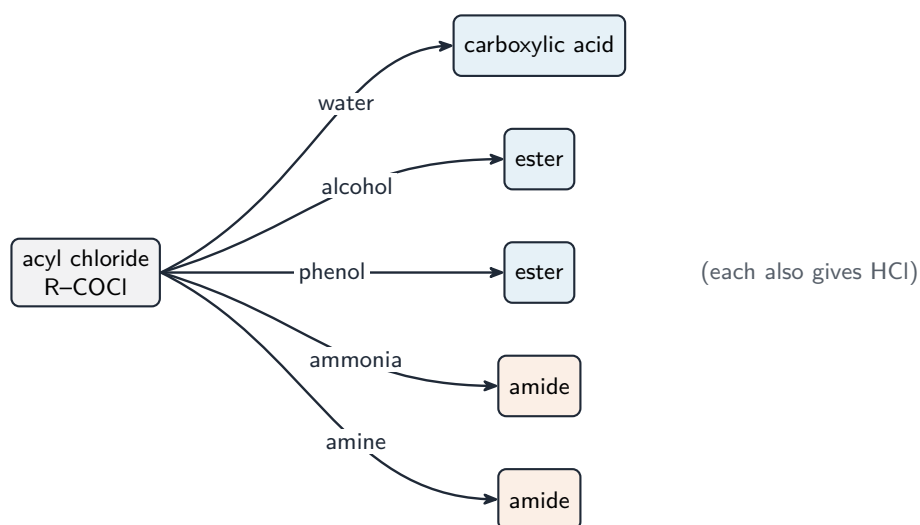 carboxylic acid
water
ester
alcohol
acyl chloride
R–COCl
phenol
ester
(each also gives HCl)
ammonia
amide
amine
amide